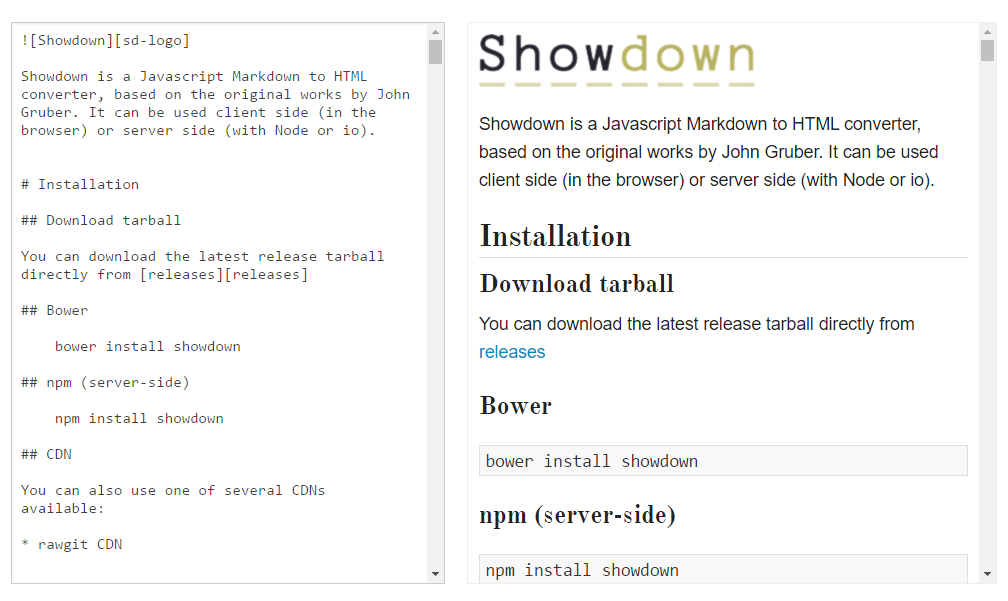 ![Showdown][sd-logo]
Showdown is a Javascript Markdown to HTML
converter, based on the original works by John
Gruber. It can be used client side (in the
browser) or server side (with Node or io).
# Installation
## Download tarball
You can download the latest release tarball
directly from [releases][releases]
## Bower
bower install showdown
## npm (server-side)
npm install showdown
## CDN
You can also use one of several CDNs
available:
* rawgit CDN
Showdown
Showdown is a Javascript Markdown to HTML converter,
based on the original works by John Gruber. It can be used
client side (in the browser) or server side (with Node or io).
Installation
Download tarball
You can download the latest release tarball directly from
releases
Bower
bower install showdown
npm (server-side)
npm install showdown